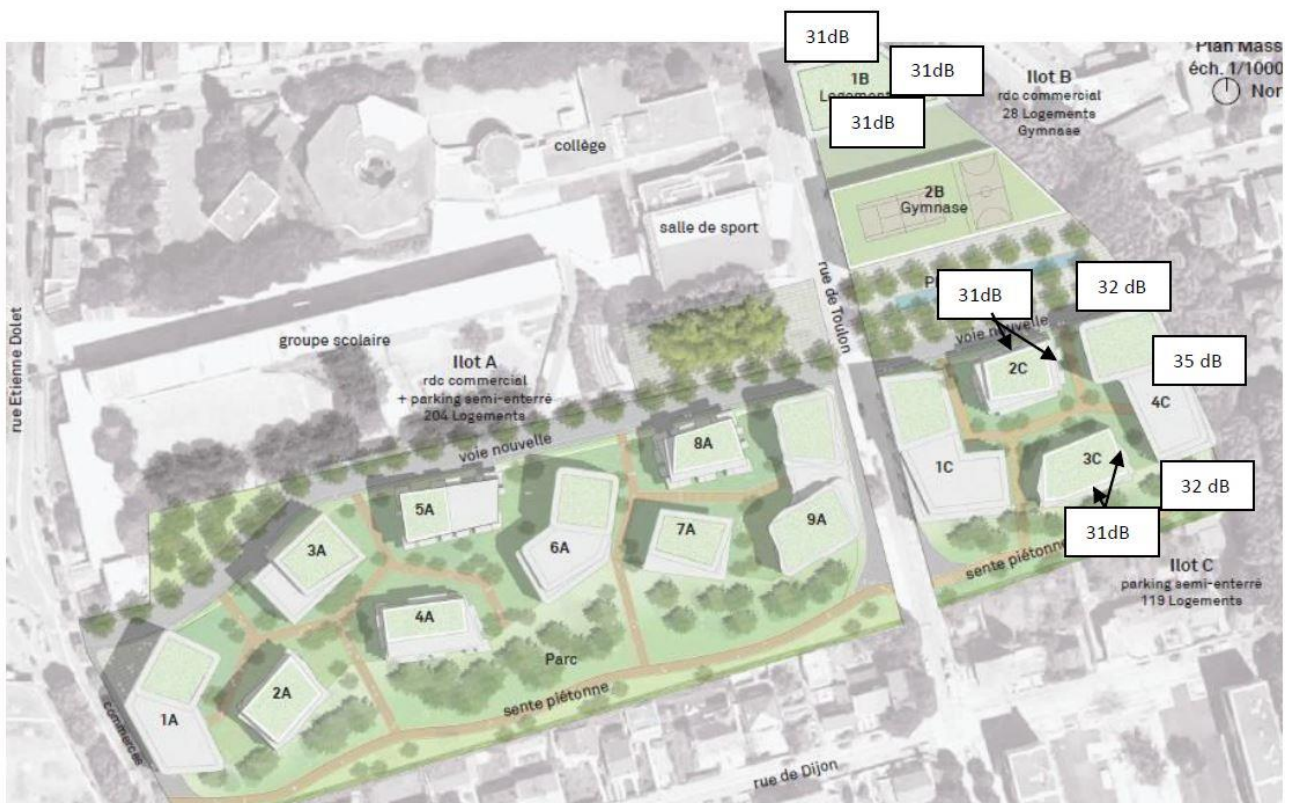 31dB
Plan Mass
éch. 1/1000
Nor
31dB
1B
Ilot B
rdc commercial
28 Logements
Gymnase
31dB
collège
2B
Gymnase
salle de sport
rue de Toulon
31dB
32 dB
voie nouvelle
2C
35 dB
4C
groupe scolaire
Ilot A
rdc commercial
+ parking semi-enterré
204 Logements
rue Etienne Dolet
voie nouvelle
8A
1C
3C
32 dB
31dB
5A
3A
6A
7A
9A
sente piétonne
Ilot C
parking semi-enterré
119 Logements
4A
Parc
2A
sente piétonne
1A
commerces
rue de Dijon